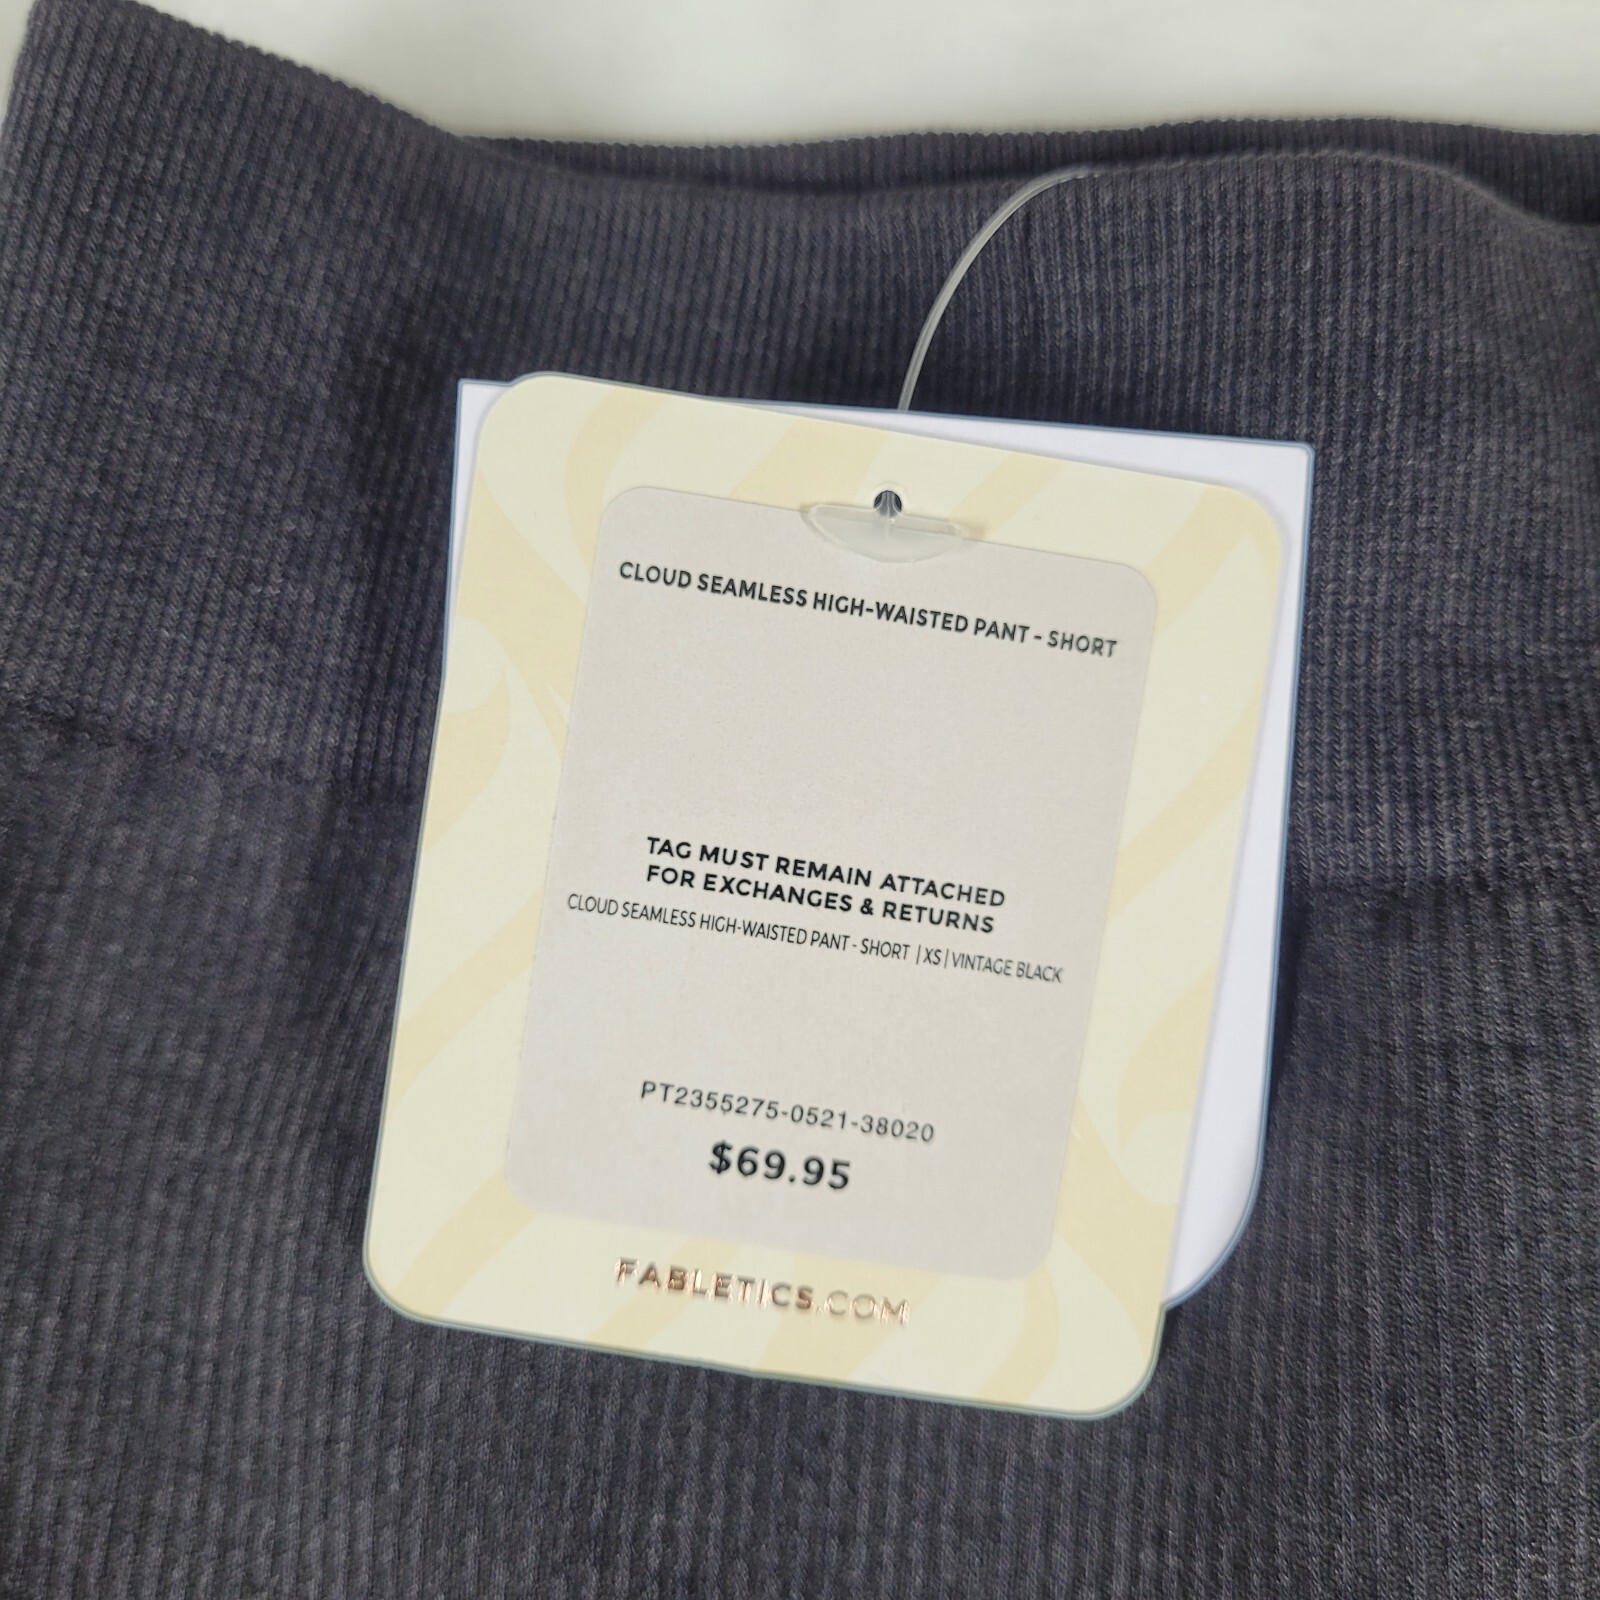 CLOUD SEAMLESS HIGH-WAISTED PANT - SHORT
TAG MUST REMAIN ATTACHED
FOR EXCHANGES & RETURNS
CLOUD SEAMLESS HIGH-WAISTED PANT - SHORT | XS | VINTAGE BLACK
PT2355275-0521-38020
$69.95
FABLETICS.COM